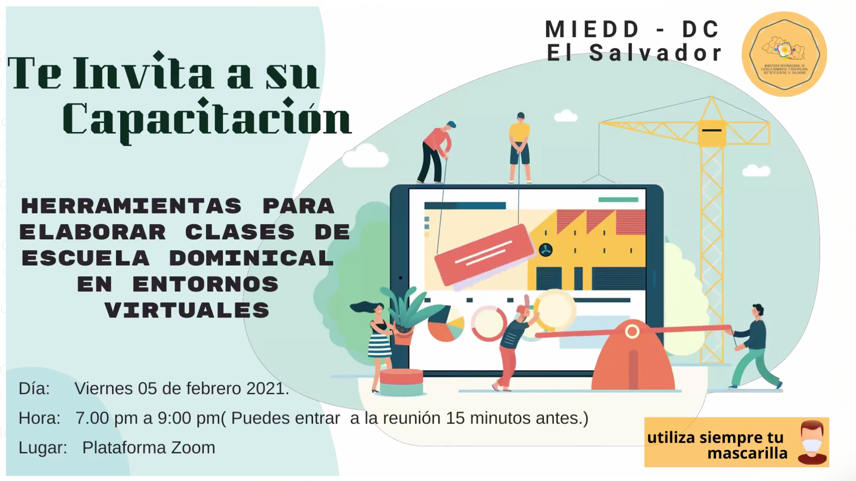 MIEDD - DC
El Salvador
Te Invita a su
Capacitación
HERRAMIENTAS PARA
ELABORAR CLASES DE
ESCUELA DOMINICAL
EN ENTORNOS
VIRTUALES
Día: Viernes 05 de febrero 2021.
Hora: 7.00 pm a 9:00 pm( Puedes entrar a la reunión 15 minutos antes.)
Lugar: Plataforma Zoom
utiliza siempre tu
mascarilla